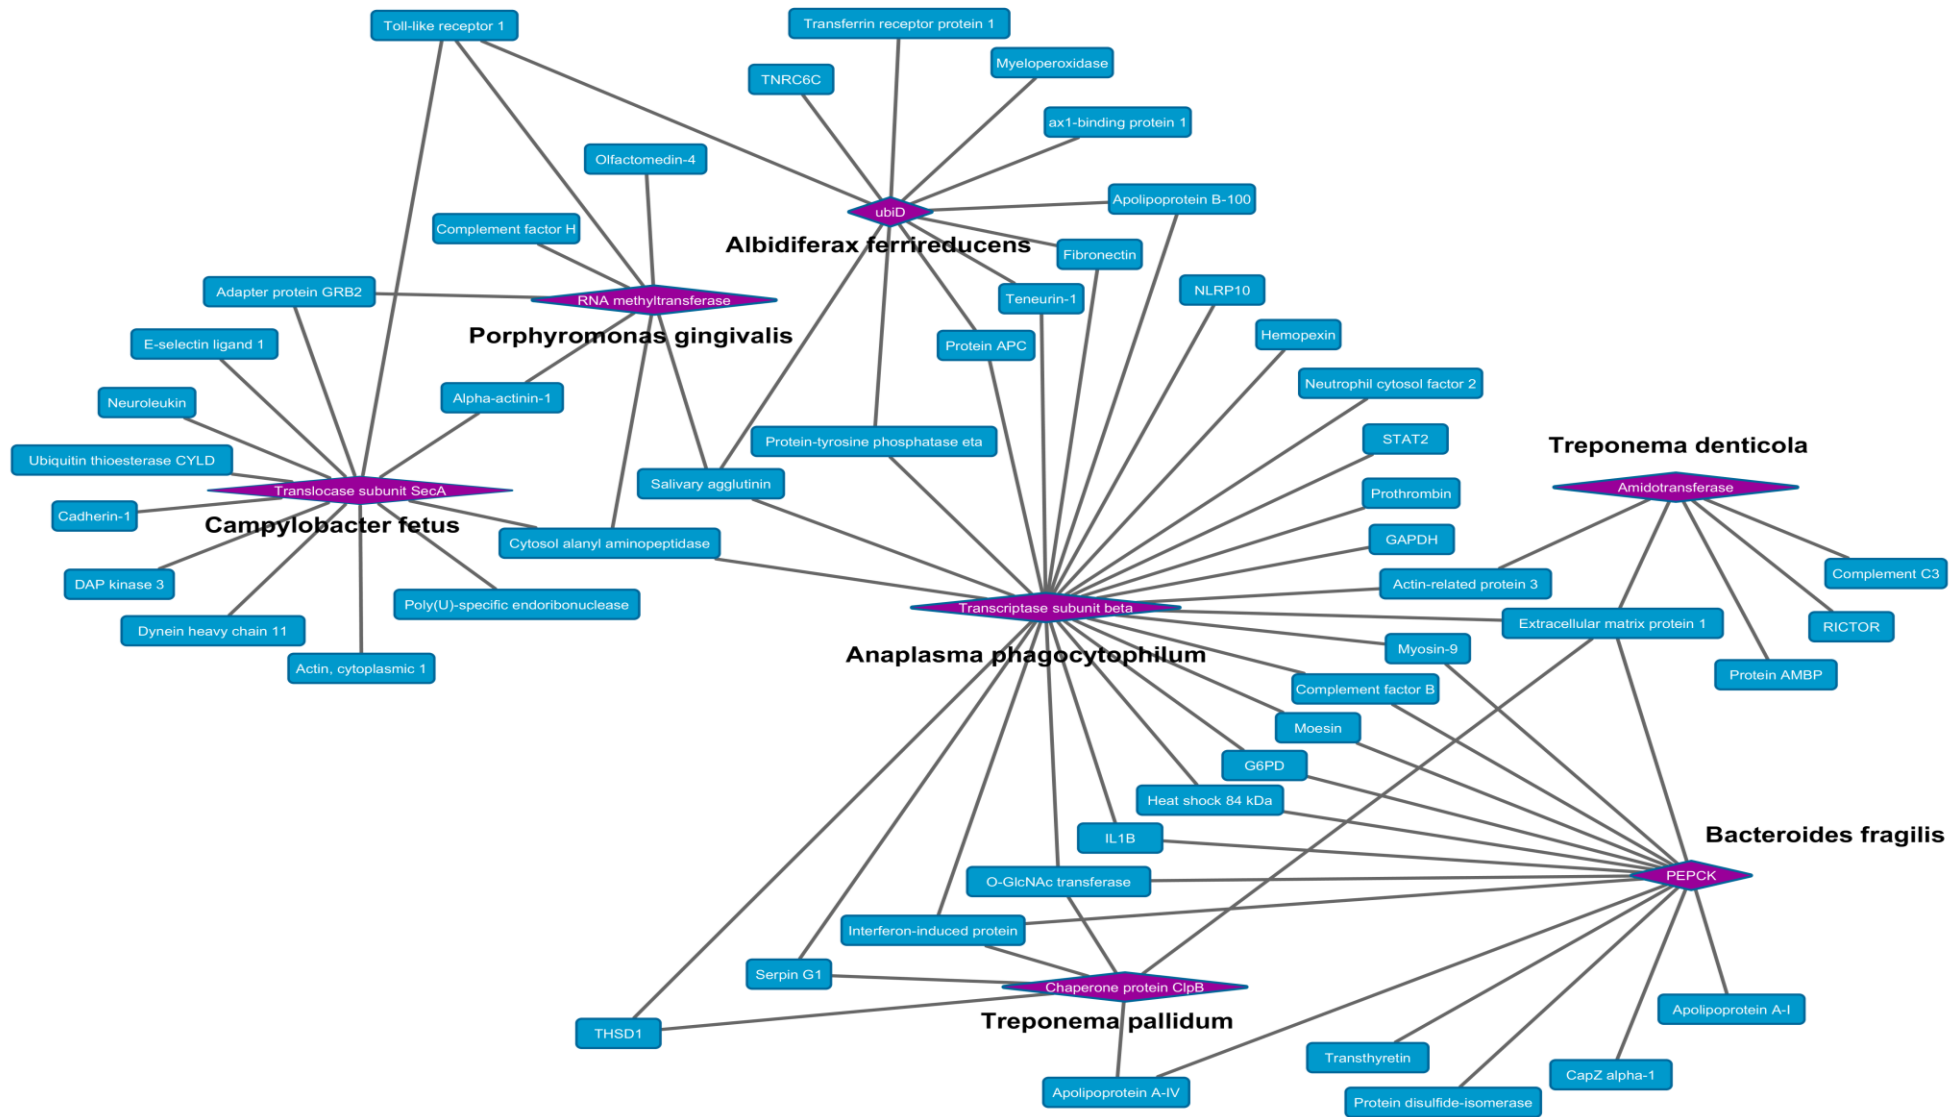 Toll-like receptor 1
Transferrin receptor protein 1
Myeloperoxidase
TNRC6C
ax1-binding protein 1
Olfactomedin-4
Apolipoprotein B-100
ubiD
Complement factor H
Albidiferax ferrireducens
Fibronectin
Adapter protein GRB2
RNA methyltransferase
Teneurin-1
NLRP10
Porphyromonas gingivalis
Hemopexin
E-selectin ligand 1
Protein APC
Neutrophil cytosol factor 2
Neuroleukin
Alpha-actinin-1
Protein-tyrosine phosphatase eta
STAT2
Treponema denticola
Ubiquitin thioesterase CYLD
Translocase subunit SecA
Salivary agglutinin
Prothrombin
Amidotransferase
Cadherin-1
Campylobacter fetus
Cytosol alanyl aminopeptidase
GAPDH
DAP kinase 3
Actin-related protein 3
Complement C3
Poly(U)-specific endoribonuclease
Transcriptase subunit beta
Dynein heavy chain 11
Extracellular matrix protein 1
RICTOR
Anaplasma phagocytophilum
Myosin-9
Actin, cytoplasmic 1
Protein AMBP
Complement factor B
Moesin
G6PD
Heat shock 84 kDa
IL1B
Bacteroides fragilis
O-GlcNAc transferase
PEPCK
Interferon-induced protein
Serpin G1
Chaperone protein ClpB
Treponema pallidum
Apolipoprotein A-I
THSD1
Transthyretin
CapZ alpha-1
Apolipoprotein A-IV
Protein disulfide-isomerase